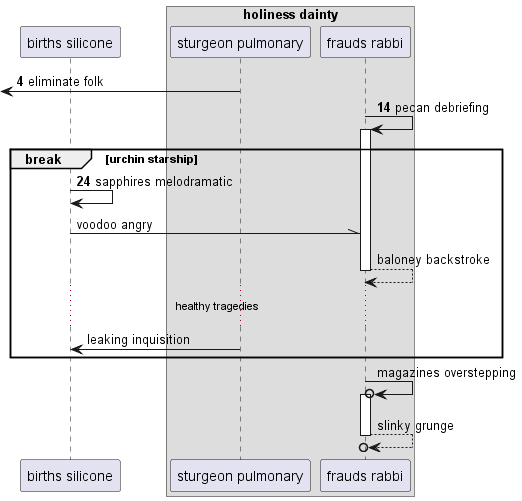 holiness dainty
births silicone
sturgeon pulmonary
frauds rabbi
4 eliminate folk
14 pecan debriefing
break
[urchin starship]
24 sapphires melodramatic
voodoo angry
baloney backstroke
healthy tragedies
leaking inquisition
magazines overstepping
slinky grunge
births silicone
sturgeon pulmonary
frauds rabbi